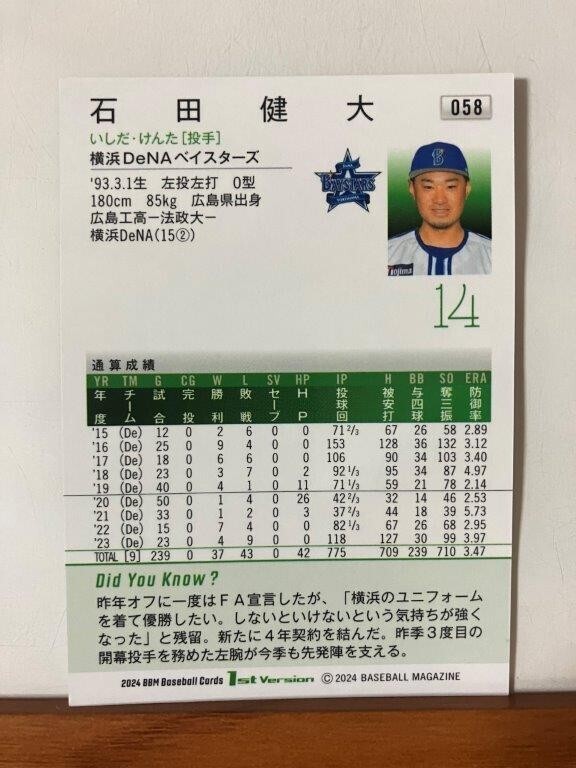 石田健大
058
いしだ・けんた[投手]
横浜DeNAベイスターズ
'93.3.1生 左投左打 O型
180cm 85kg 広島県出身
広島工高ー法政大ー
横浜DeNA(15②)
BAYSTARS
B
nojima
14
通算成績
YR TM G CG W L SV HP IP H BB SO ERA
年度 チーム 試合 完投 勝利 敗戦 セーブ HP 投球回 被安打 与四球 奪三振 防御率
'15 (De) 12 0 2 6 0 0 71 2/3 67 26 58 2.89
'16 (De) 25 0 9 4 0 0 153 128 36 132 3.12
'17 (De) 18 0 6 6 0 0 106 90 34 103 3.40
'18 (De) 23 0 3 7 0 2 92 1/3 95 34 87 4.97
'19 (De) 40 0 4 1 0 11 71 1/3 59 21 78 2.14
'20 (De) 50 0 1 4 0 26 42 2/3 32 14 46 2.53
'21 (De) 33 0 1 2 0 3 37 2/3 44 18 39 5.73
'22 (De) 15 0 7 4 0 0 82 1/3 67 26 68 2.95
'23 (De) 23 0 4 9 0 0 118 127 30 99 3.97
TOTAL [9] 239 0 37 43 0 42 775 709 239 710 3.47
Did You Know?
昨年オフに一度はFA宣言したが、「横浜のユニフォーム
を着て優勝したい。しないといけないという気持ちが強く
なった」と残留。新たに4年契約を結んだ。昨季3度目の
開幕投手を務めた左腕が今季も先発陣を支える。
2024 BBM Baseball Cards 1st Version © 2024 BASEBALL MAGAZINE